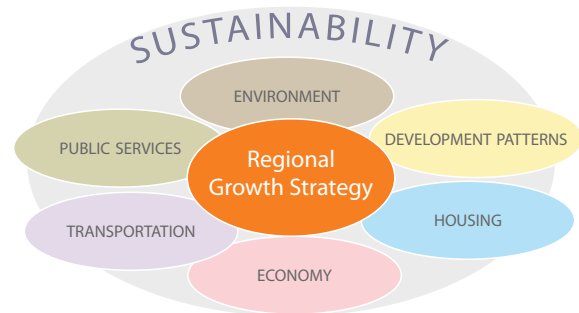 SUSTAINABILITY
ENVIRONMENT
PUBLIC SERVICES
DEVELOPMENT PATTERNS
Regional
Growth Strategy
TRANSPORTATION
HOUSING
ECONOMY